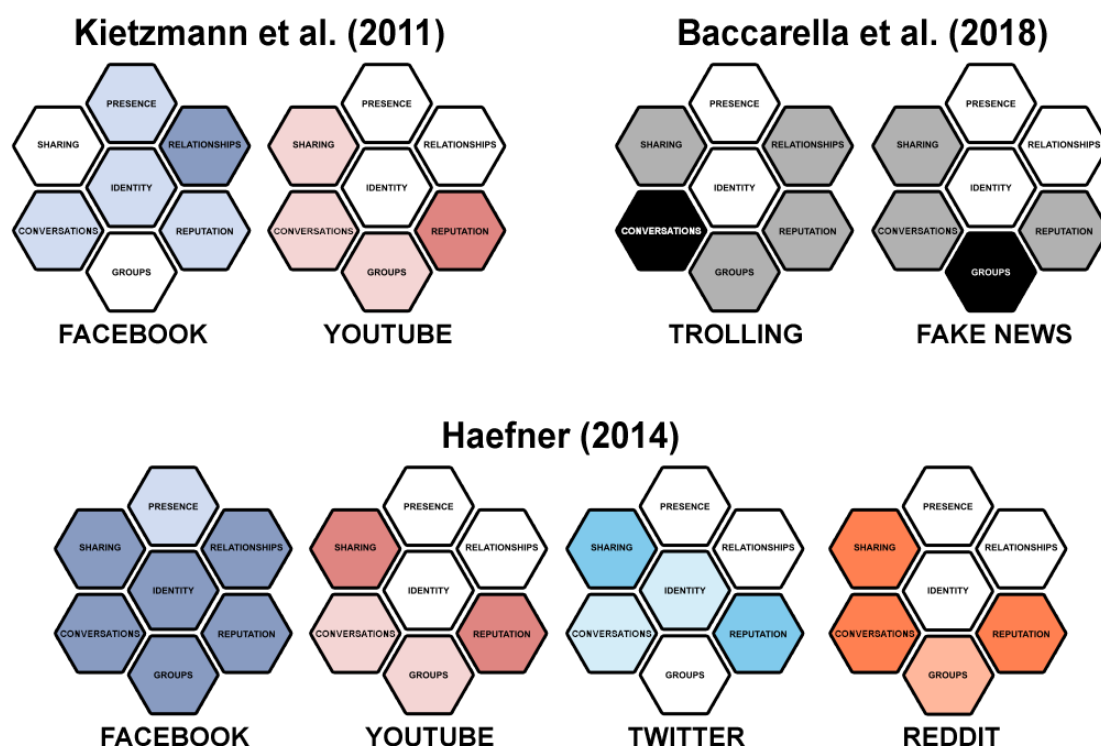 Kietzmann et al. (2011)
PRESENCE
SHARING
RELATIONSHIPS
IDENTITY
CONVERSATIONS
REPUTATION
GROUPS
FACEBOOK
PRESENCE
SHARING
RELATIONSHIPS
IDENTITY
CONVERSATIONS
REPUTATION
GROUPS
YOUTUBE
Baccarella et al. (2018)
PRESENCE
SHARING
RELATIONSHIPS
IDENTITY
CONVERSATIONS
REPUTATION
GROUPS
TROLLING
PRESENCE
SHARING
RELATIONSHIPS
IDENTITY
CONVERSATIONS
REPUTATION
GROUPS
FAKE NEWS
Haefner (2014)
PRESENCE
SHARING
RELATIONSHIPS
IDENTITY
CONVERSATIONS
REPUTATION
GROUPS
FACEBOOK
PRESENCE
SHARING
RELATIONSHIPS
IDENTITY
CONVERSATIONS
REPUTATION
GROUPS
YOUTUBE
PRESENCE
SHARING
RELATIONSHIPS
IDENTITY
CONVERSATIONS
REPUTATION
GROUPS
TWITTER
PRESENCE
SHARING
RELATIONSHIPS
IDENTITY
CONVERSATIONS
REPUTATION
GROUPS
REDDIT